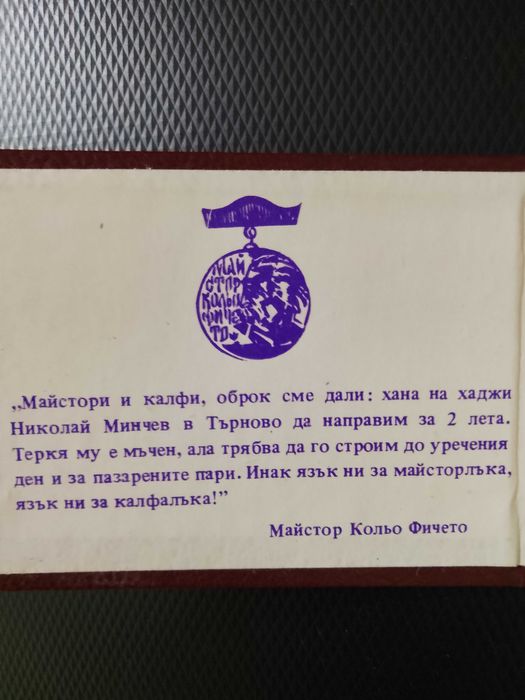 МАЙ
СТОР
КОЛЬО
ФИЧЕ
ТО
„Майстори и калфи, оброк сме дали: хана на хаджи
Николай Минчев в Търново да направим за 2 лета.
Теркя му е мъчен, ала трябва да го строим до уречения
ден и за пазарените пари. Инак язък ни за майсторлъка,
язък ни за калфалъка!”
Майстор Кольо Фичето